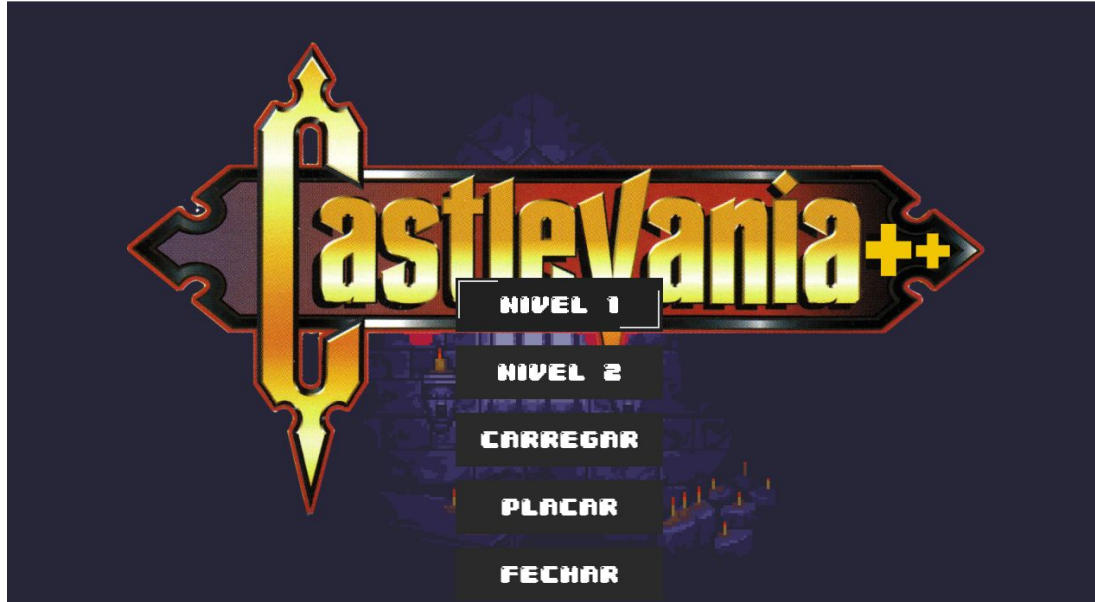 Castlevania++
NIVEL 1
NIVEL 2
CARREGAR
PLACAR
FECHAR